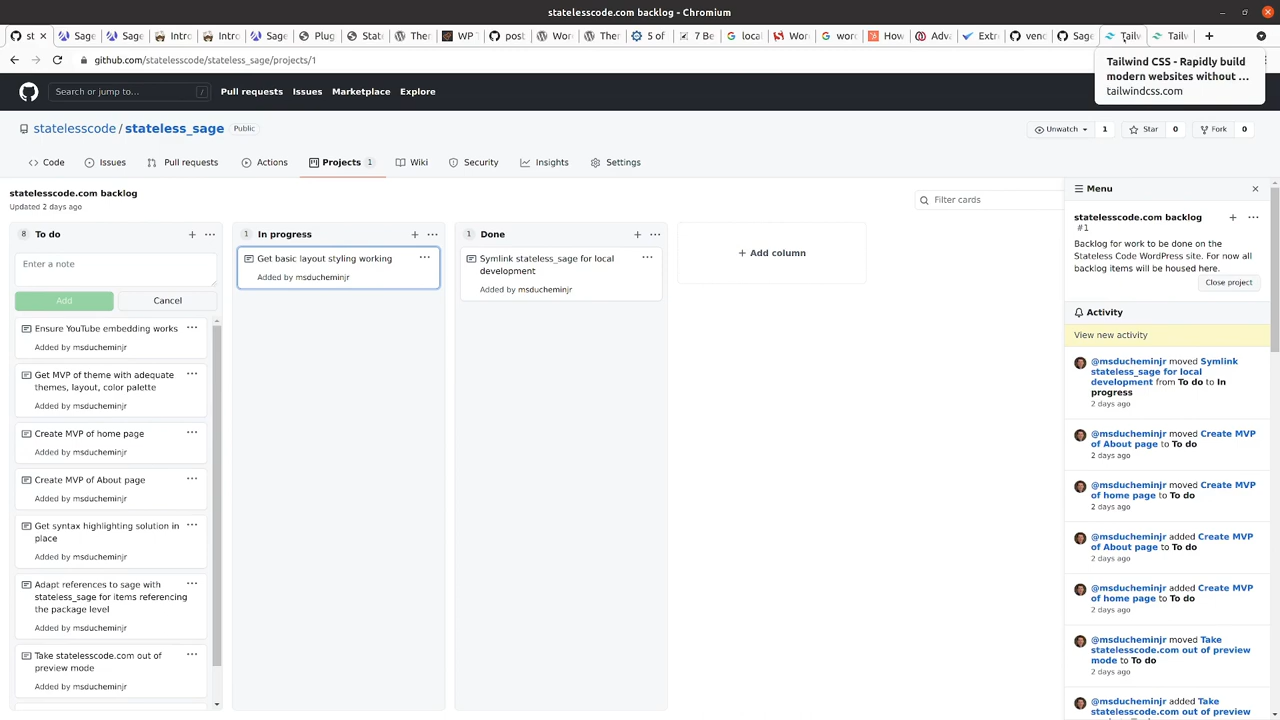 statelesscode.com backlog - Chromium
st
Sage
Sage
Intro
Intro
Sage
Plug
State
Wor
Ther
WP T
post
Wor
Ther
5 of
7 Be
local
Wor
wor
How
Adva
Extr
venc
Sage
Tailv
Tailv
github.com/statelesscode/stateless_sage/projects/1
Tailwind CSS - Rapidly build
modern websites without ...
tailwindcss.com
Search or jump to...
/
Pull requests
Issues
Marketplace
Explore
statelesscode / stateless_sage
Public
Unwatch
1
Star
0
Fork
0
Code
Issues
Pull requests
Actions
Projects 1
Wiki
Security
Insights
Settings
statelesscode.com backlog
Updated 2 days ago
Filter cards
8 To do
Enter a note
Add
Cancel
Ensure YouTube embedding works
Added by msducheminjr
Get MVP of theme with adequate
themes, layout, color palette
Added by msducheminjr
Create MVP of home page
Added by msducheminjr
Create MVP of About page
Added by msducheminjr
Get syntax highlighting solution in
place
Added by msducheminjr
Adapt references to sage with
stateless_sage for items referencing
the package level
Added by msducheminjr
Take statelesscode.com out of
preview mode
Added by msducheminjr
1 In progress
Get basic layout styling working
Added by msducheminjr
1 Done
Symlink stateless_sage for local
development
Added by msducheminjr
+ Add column
Menu
statelesscode.com backlog
#1
Backlog for work to be done on the
Stateless Code WordPress site. For now all
backlog items will be housed here.
Close project
Activity
View new activity
@msducheminjr moved Symlink
stateless_sage for local
development from To do to In
progress
2 days ago
@msducheminjr moved Create MVP
of About page to To do
2 days ago
@msducheminjr moved Create MVP
of home page to To do
2 days ago
@msducheminjr added Create MVP
of About page to To do
2 days ago
@msducheminjr added Create MVP
of home page to To do
2 days ago
@msducheminjr moved Take
statelesscode.com out of preview
mode to To do
2 days ago
@msducheminjr added Take
statelesscode.com out of preview